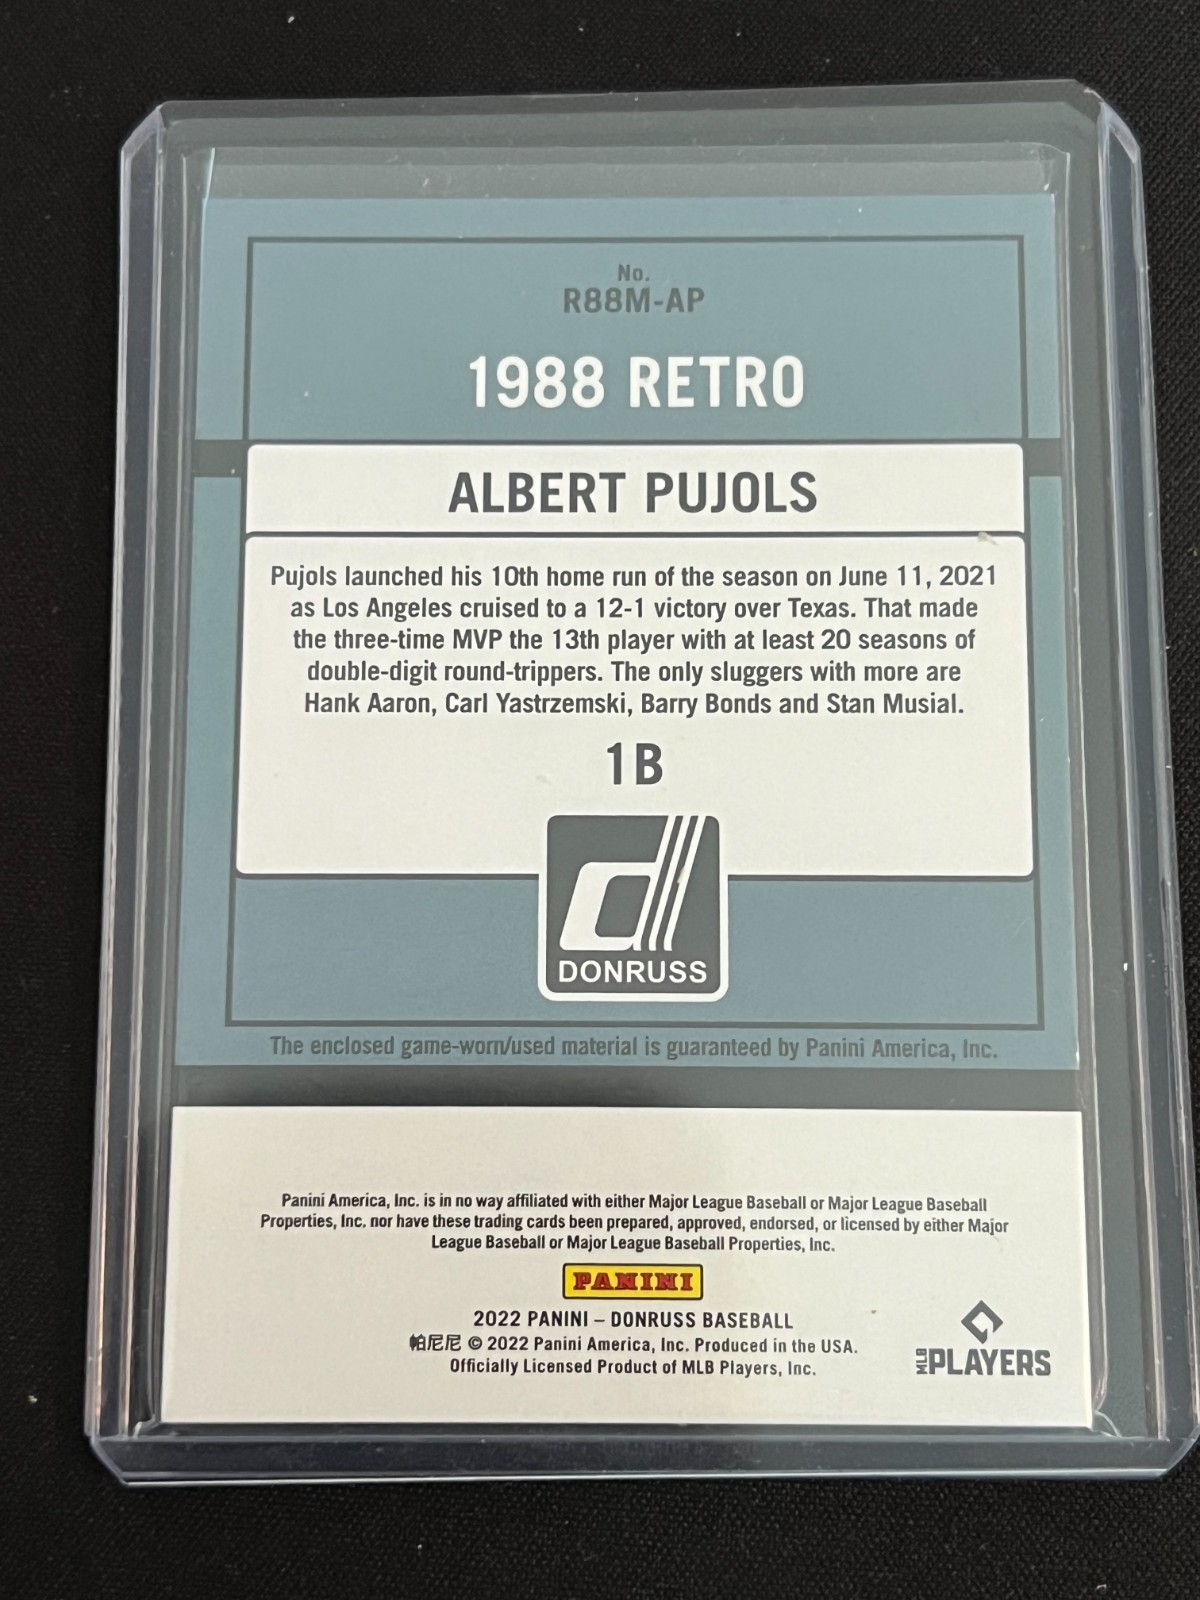 No.
R88M-AP
1988 RETRO
ALBERT PUJOLS
Pujols launched his 10th home run of the season on June 11, 2021
as Los Angeles cruised to a 12-1 victory over Texas. That made
the three-time MVP the 13th player with at least 20 seasons of
double-digit round-trippers. The only sluggers with more are
Hank Aaron, Carl Yastrzemski, Barry Bonds and Stan Musial.
1B
d
DONRUSS
The enclosed game-worn/used material is guaranteed by Panini America, Inc.
Panini America, Inc. is in no way affiliated with either Major League Baseball or Major League Baseball
Properties, Inc. nor have these trading cards been prepared, approved, endorsed, or licensed by either Major
League Baseball or Major League Baseball Properties, Inc.
PANINI
2022 PANINI – DONRUSS BASEBALL
帕尼尼 © 2022 Panini America, Inc. Produced in the USA.
Officially Licensed Product of MLB Players, Inc.
MLB PLAYERS